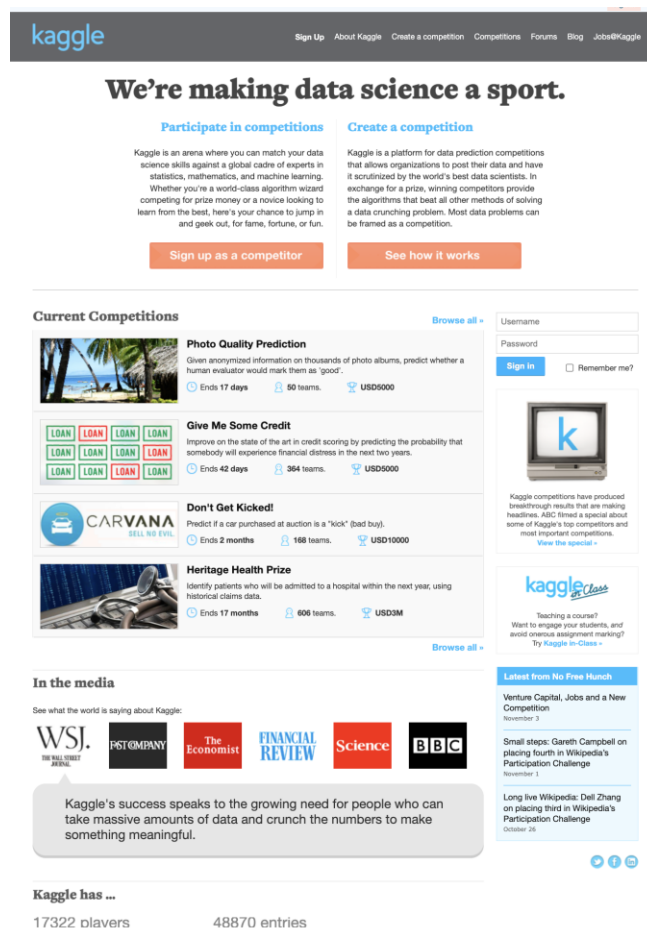 kaggle
Sign Up About Kaggle Create a competition Competitions Forums Blog Jobs@Kaggle
We're making data science a sport.
Participate in competitions
Kaggle is an arena where you can match your data
science skills against a global cadre of experts in
statistics, mathematics, and machine learning.
Whether you're a world-class algorithm wizard
competing for prize money or a novice looking to
learn from the best, here's your chance to jump in
and geek out, for fame, fortune, or fun.
Sign up as a competitor
Create a competition
Kaggle is a platform for data prediction competitions
that allows organizations to post their data and have
it scrutinized by the world's best data scientists. In
exchange for a prize, winning competitors provide
the algorithms that beat all other methods of solving
a data crunching problem. Most data problems can
be framed as a competition.
See how it works
Current Competitions
Browse all »
Photo Quality Prediction
Given anonymized information on thousands of photo albums, predict whether a
human evaluator would mark them as 'good'.
Ends 17 days 50 teams. USD5000
LOAN LOAN LOAN LOAN
LOAN LOAN LOAN LOAN
LOAN LOAN LOAN LOAN
Give Me Some Credit
Improve on the state of the art in credit scoring by predicting the probability that
somebody will experience financial distress in the next two years.
Ends 42 days 364 teams. USD5000
CARVANA
SELL NO EVIL.
Don't Get Kicked!
Predict if a car purchased at auction is a "kick" (bad buy).
Ends 2 months 168 teams. USD10000
Heritage Health Prize
Identify patients who will be admitted to a hospital within the next year, using
historical claims data.
Ends 17 months 606 teams. USD3M
Browse all »
In the media
See what the world is saying about Kaggle:
WSJ.
THE WALL STREET
JOURNAL
FAST COMPANY
The
Economist
FINANCIAL
REVIEW
Science
BBC
Kaggle's success speaks to the growing need for people who can
take massive amounts of data and crunch the numbers to make
something meaningful.
Kaggle has ...
17322 players 48870 entries
Username
Password
Sign in Remember me?
k
Kaggle competitions have produced
breakthrough results that are making
headlines. ABC filmed a special about
some of Kaggle's top competitors and
most important competitions.
View the special »
kaggle in Class
Teaching a course?
Want to engage your students, and
avoid onerous assignment marking?
Try Kaggle in-Class »
Latest from No Free Hunch
Venture Capital, Jobs and a New
Competition
November 3
Small steps: Gareth Campbell on
placing fourth in Wikipedia's
Participation Challenge
November 1
Long live Wikipedia: Dell Zhang
on placing third in Wikipedia's
Participation Challenge
October 26